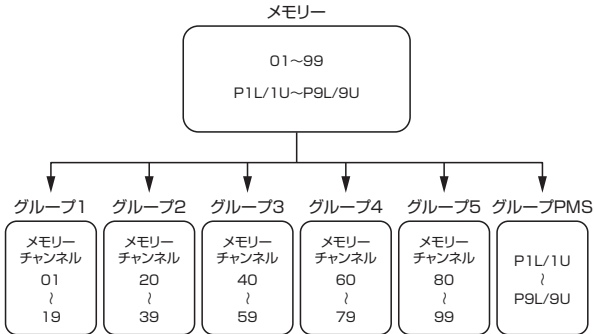 メモリー
01～99
P1L/1U～P9L/9U
グループ1 グループ2 グループ3 グループ4 グループ5 グループPMS
メモリー
チャンネル
01
～
19
メモリー
チャンネル
20
～
39
メモリー
チャンネル
40
～
59
メモリー
チャンネル
60
～
79
メモリー
チャンネル
80
～
99
P1L/1U
～
P9L/9U